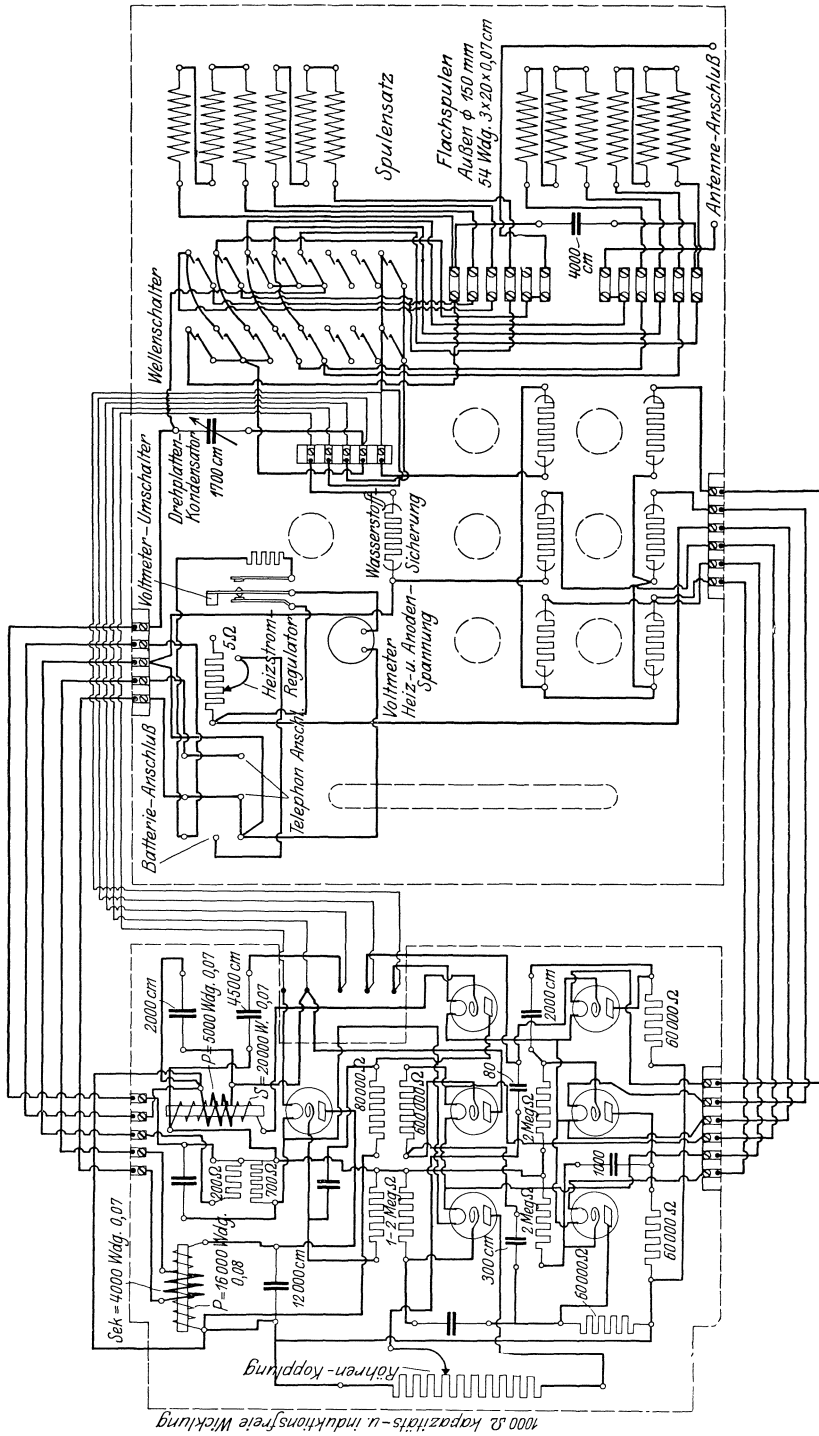 Spulensatz
Flachspulen
Außen φ 150 mm
54 Wdg. 3×20×0,07 cm
Antenne-Anschluß
4000
cm
Wellenschalter
Drehplatten-
Kondensator
1700 cm
Voltmeter-Umschalter
Wasserstoff-
Sicherung
5 Ω
Heizstrom-
Regulator
Voltmeter
Heiz- u. Anoden-
Spannung
Batterie-Anschluß
Telephon Anschl.
2000 cm
P=5000 Wdg. 0,07
4500 cm
S=20000 W. 0,07
200 Ω
700 Ω
Sek=4000 Wdg. 0,07
P=16000 Wdg.
0,08
12000 cm
80000 Ω
600000 Ω
1-2 Meg Ω
80
2000 cm
2 Meg Ω
2 Meg Ω
300 cm
1000
60000 Ω
60000 Ω
60000 Ω
Röhren-Kopplung
1000 Ω kapazitäts- u. induktionsfreie Wicklung